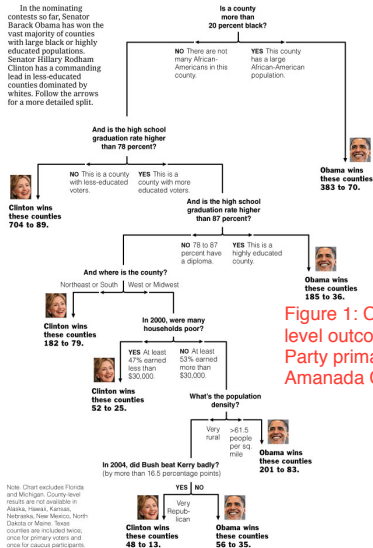 In the nominating
contests so far, Senator
Barack Obama has won the
vast majority of counties
with large black or highly
educated populations.
Senator Hillary Rodham
Clinton has a commanding
lead in less-educated
counties dominated by
whites. Follow the arrows
for a more detailed split.
Is a county
more than
20 percent black?
NO There are not
many African-
Americans in this
county.
YES This county
has a large
African-American
population.
And is the high school
graduation rate higher
than 78 percent?
Obama wins
these counties
383 to 70.
NO This is a county
with less-educated
voters.
YES This is a
county with more
educated voters.
Clinton wins
these counties
704 to 89.
And is the high school
graduation rate higher
than 87 percent?
NO 78 to 87
percent have
a diploma.
YES This is a
highly educated
county.
Obama wins
these counties
185 to 36.
And where is the county?
Northeast or South
West or Midwest
Clinton wins
these counties
182 to 79.
In 2000, were many
households poor?
YES At least
47% earned
less than
$30,000.
NO At least
53% earned
more than
$30,000.
Clinton wins
these counties
52 to 25.
What's the population
density?
Very
rural
>61.5
people
per sq.
mile
Obama wins
these counties
201 to 83.
In 2004, did Bush beat Kerry badly?
(by more than 16.5 percentage points)
YES
NO
Very
Repub-
lican
Clinton wins
these counties
48 to 13.
Obama wins
these counties
56 to 35.
Note. Chart excludes Florida
and Michigan. County-level
results are not available in
Alaska, Hawaii, Kansas,
Nebraska, New Mexico, North
Dakota or Maine. Texas
counties are included twice,
once for primary voters and
once for caucus participants.
Figure 1: C
level outco
Party prima
Amanada C